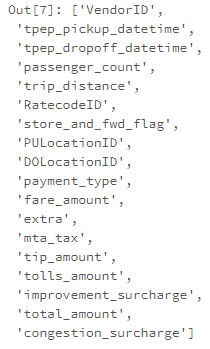 Out[7]: ['VendorID',
'tpep_pickup_datetime',
'tpep_dropoff_datetime',
'passenger_count',
'trip_distance',
'RatecodeID',
'store_and_fwd_flag',
'PULocationID',
'DOLocationID',
'payment_type',
'fare_amount',
'extra',
'mta_tax',
'tip_amount',
'tolls_amount',
'improvement_surcharge',
'total_amount',
'congestion_surcharge']